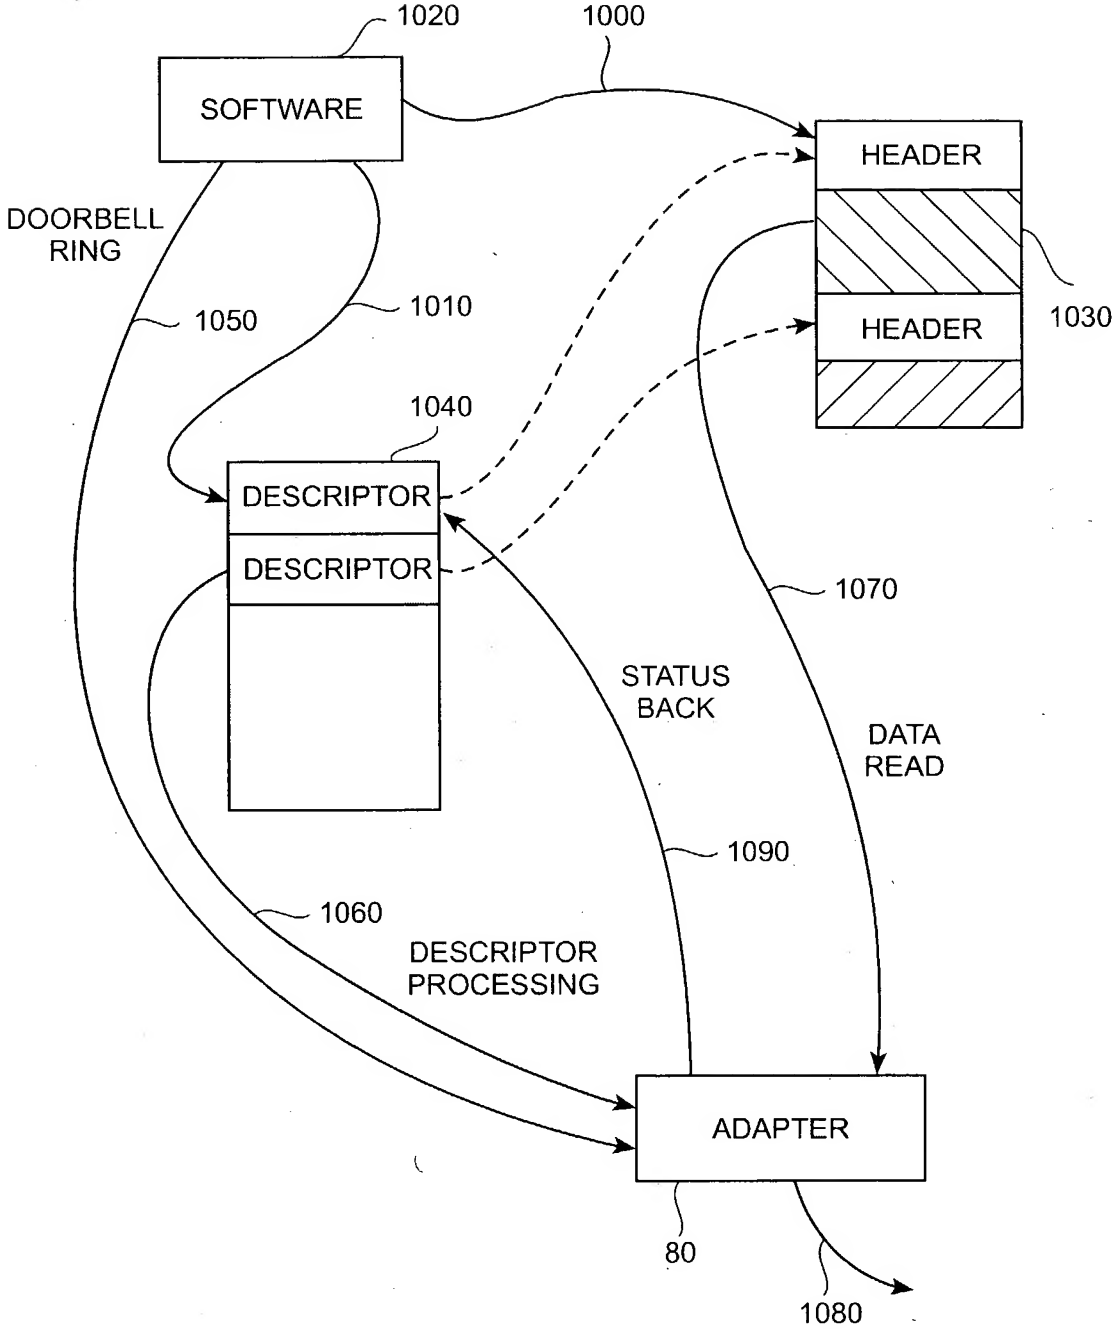 1020
1000
SOFTWARE
HEADER
DOORBELL
RING
1050
1010
1030
HEADER
1040
DESCRIPTOR
DESCRIPTOR
1070
STATUS
BACK
DATA
READ
1090
1060
DESCRIPTOR
PROCESSING
ADAPTER
80
1080